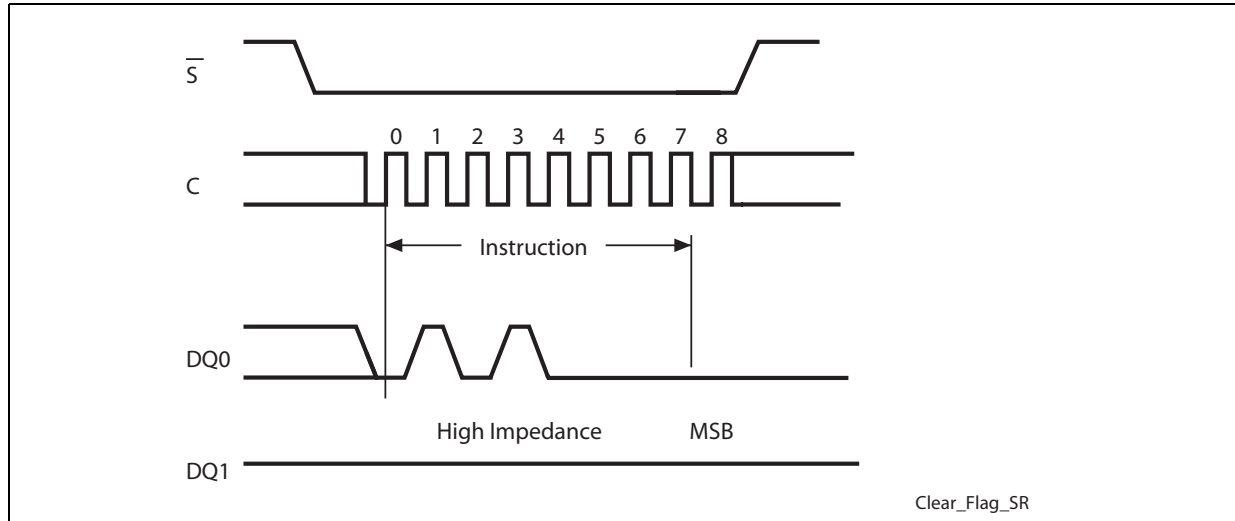 S
0 1 2 3 4 5 6 7 8
C
Instruction
DQ0
High Impedance MSB
DQ1
Clear_Flag_SR